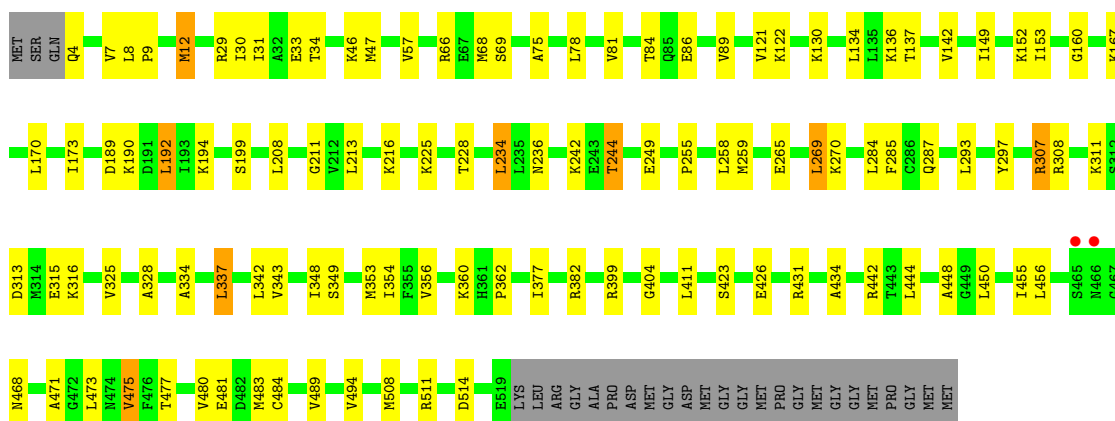 MET SER GLN Q4 V7 L8 P9 M12 R29 I30 I31 A32 E33 T34 K46 M47 V57 R66 E67 M68 S69 A75 L78 V81 T84 Q85 E86 V89 V121 K122 K130 L134 L135 K136 T137 V142 I149 K152 I153 G160 K167
L170 I173 D189 K190 D191 L192 I193 K194 S199 L208 G211 V212 L213 K216 K225 T228 L234 L235 N236 K242 E243 T244 E249 P255 L258 M259 E265 L269 K270 L284 F285 C286 Q287 L293 Y297 R307 R308 K311 S312
D313 M314 E315 K316 V325 A328 A334 L337 L342 V343 I348 S349 M353 I354 F355 V356 K360 H361 P362 I377 R382 R399 G404 L411 S423 E426 R431 A434 R442 T443 L444 A448 G449 L450 I455 L456 S465 N466 G467
N468 A471 G472 L473 N474 V475 F476 T477 V480 E481 D482 M483 C484 V489 V494 M508 R511 D514 E519 LYS LEU ARG GLY ALA PRO ASP MET GLY GLY ASP MET GLY GLY MET PRO GLY MET GLY GLY MET PRO GLY MET MET